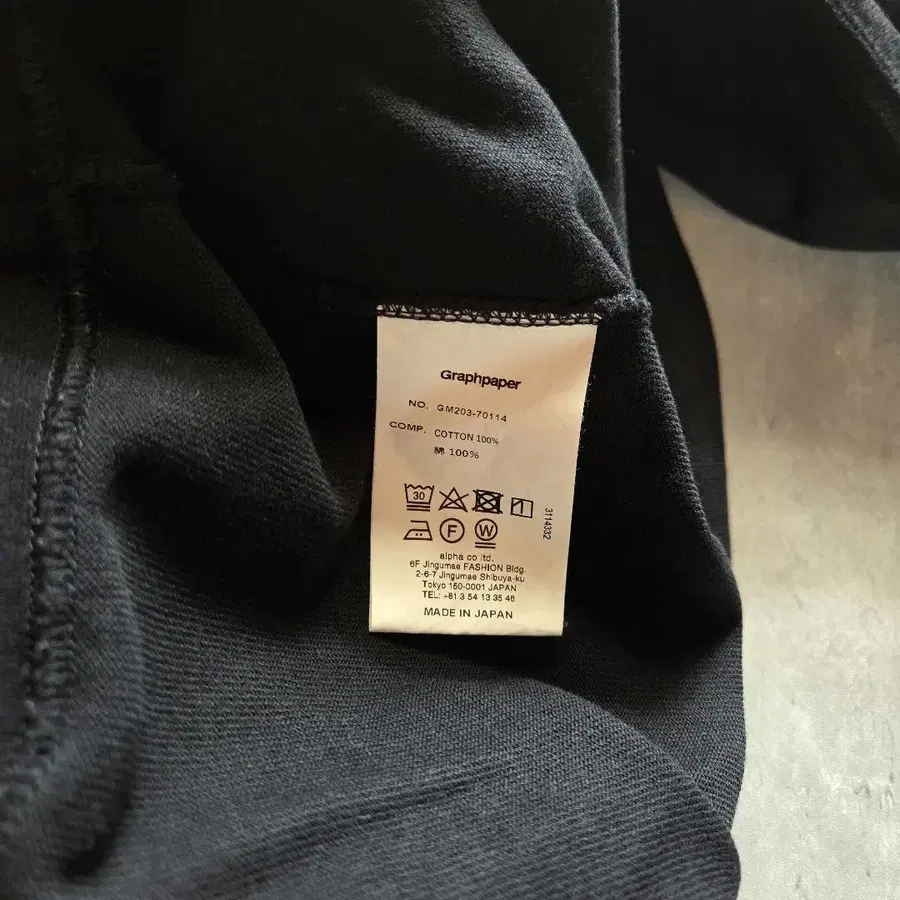 Graphpaper
NO. GM203-70114
COMP. COTTON 100%
綿 100%
30
F W
3114332
alpha co ltd.
6F Jingumae FASHION Bldg.
2-6-7 Jingumae Shibuya-ku
Tokyo 150-0001 JAPAN
TEL: +81 3 54 13 35 46
MADE IN JAPAN